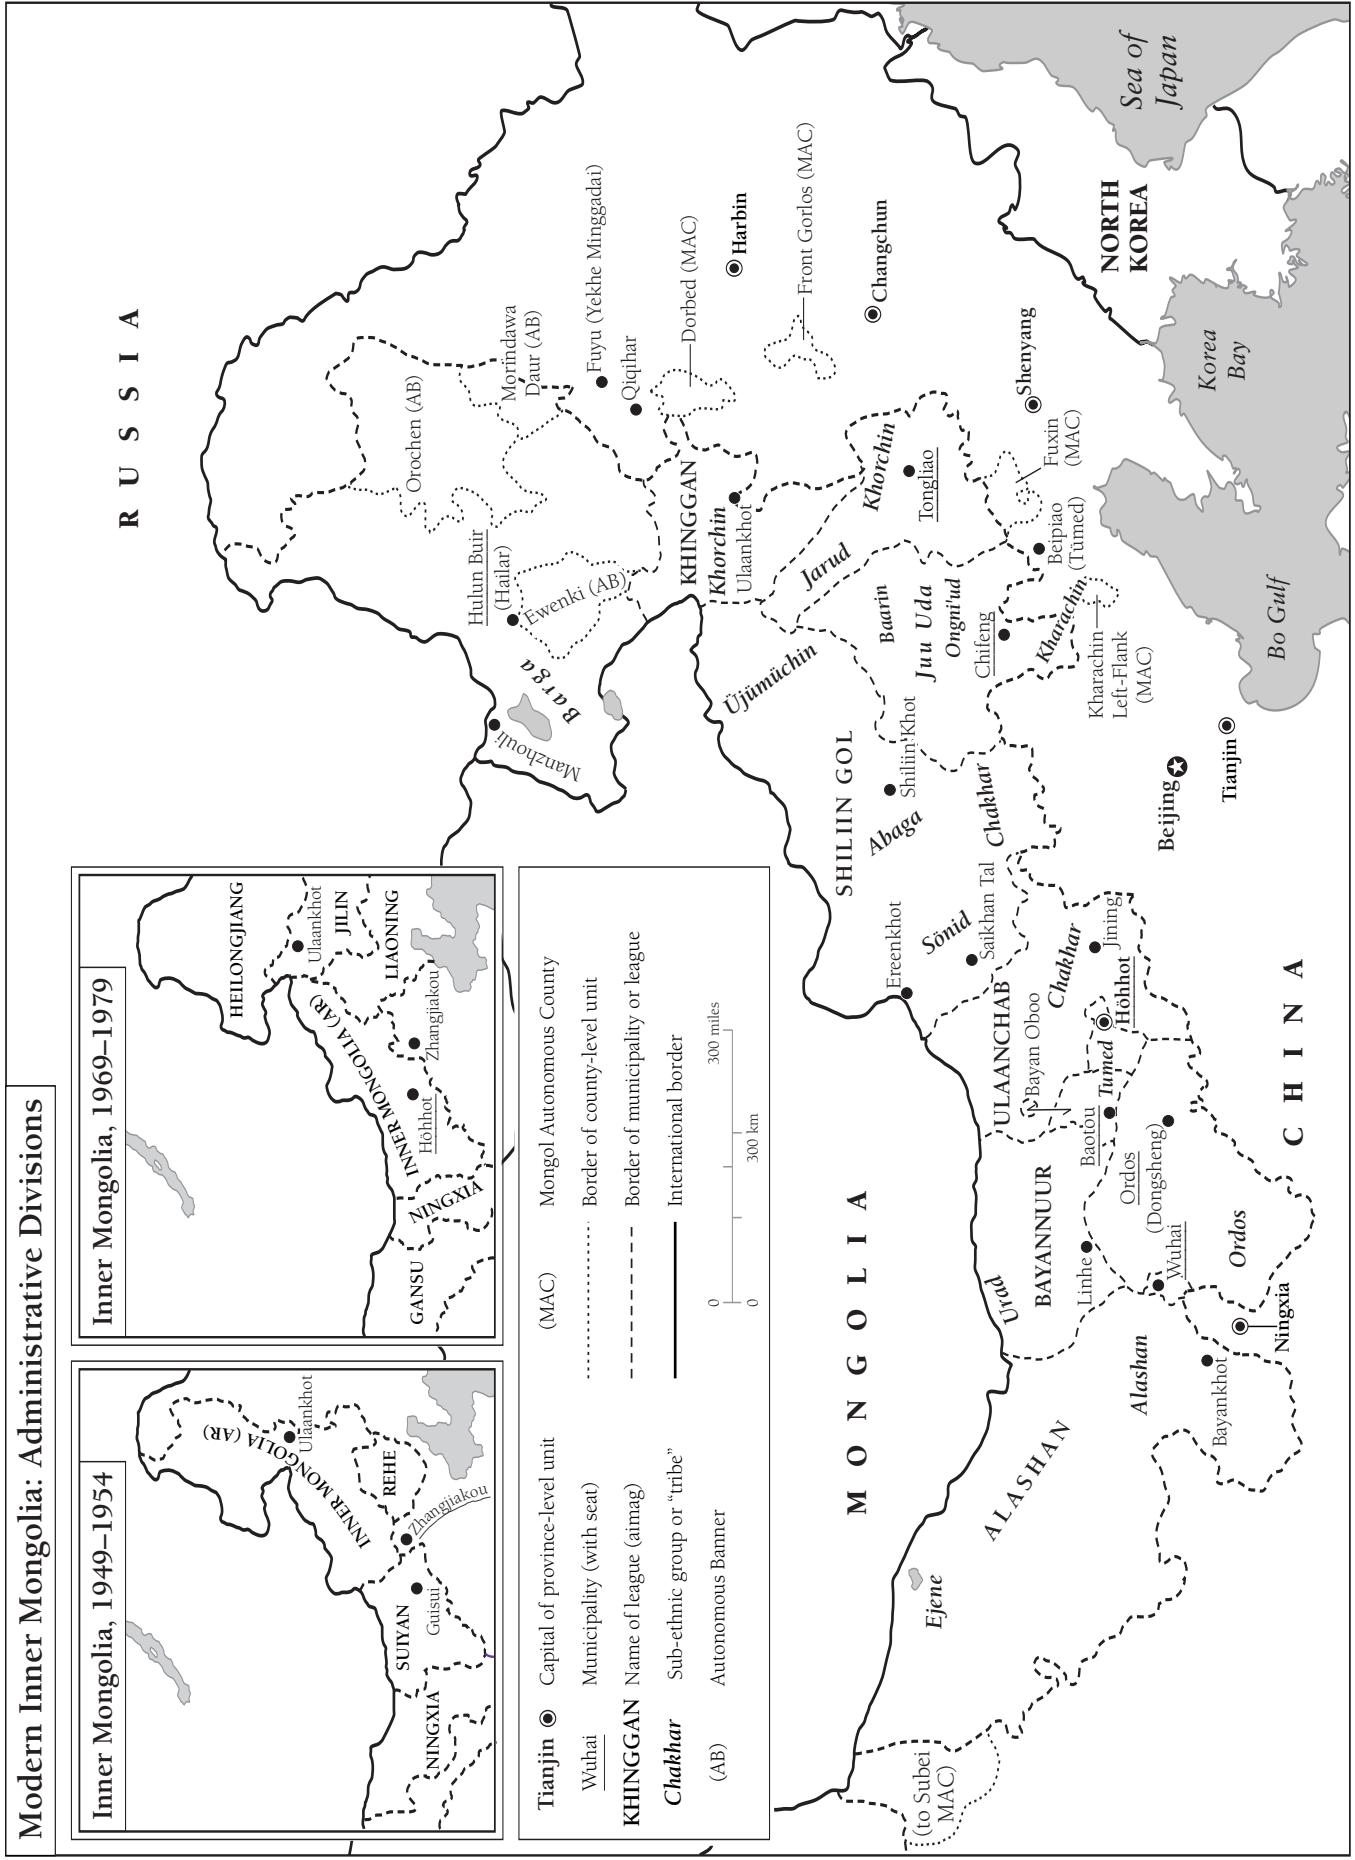 Modern Inner Mongolia: Administrative Divisions
Inner Mongolia, 1949–1954
NINGXIA
SUIYAN
Guisui
Zhangjiakou
REHE
INNER MONGOLIA (AR)
Ulaankhot
Inner Mongolia, 1969–1979
GANSU
NINGXIA
INNER MONGOLIA (AR)
Höhhot
Zhangjiakou
HEILONGJIANG
Ulaankhot
JILIN
LIAONING
Tianjin Capital of province-level unit
Wuhai Municipality (with seat)
KHINGGAN Name of league (aimag)
Chakhar Sub-ethnic group or “tribe”
(AB) Autonomous Banner
(MAC) Mongol Autonomous County
Border of county-level unit
Border of municipality or league
International border
0 300 miles
0 300 km
RUSSIA
MONGOLIA
CHINA
NORTH
KOREA
Sea of
Japan
Korea
Bay
Bo Gulf
Manzhouli
Barga
Hulun Buir
(Hailar)
Ewenki (AB)
Orochen (AB)
Morindawa
Daur (AB)
Fuyu (Yekhe Minggadai)
Qiqihar
Dorbed (MAC)
Harbin
Front Gorlos (MAC)
Changchun
KHINGGAN
Khorchin
Ulaankhot
Jarud
Khorchin
Tongliao
Shenyang
Fuxin
(MAC)
Beipiao
(Tümed)
Üjümüchin
Baarin
Juu Uda
Ongni'ud
Chifeng
Kharachin
Kharachin
Left-Flank
(MAC)
SHILIIN GOL
Shiliin Khot
Abaga
Chakhar
Sönid
Saikhan Tal
Ereenkhot
Beijing
Tianjin
ULAANCHAB
Bayan Oboo
Chakhar
Jining
Höhhot
Tumed
Baotou
BAYANNUUR
Urad
Linhe
Ordos
(Dongsheng)
Wuhai
Ordos
Ningxia
Alashan
Bayankhot
ALASHAN
Ejene
(to Subei
MAC)